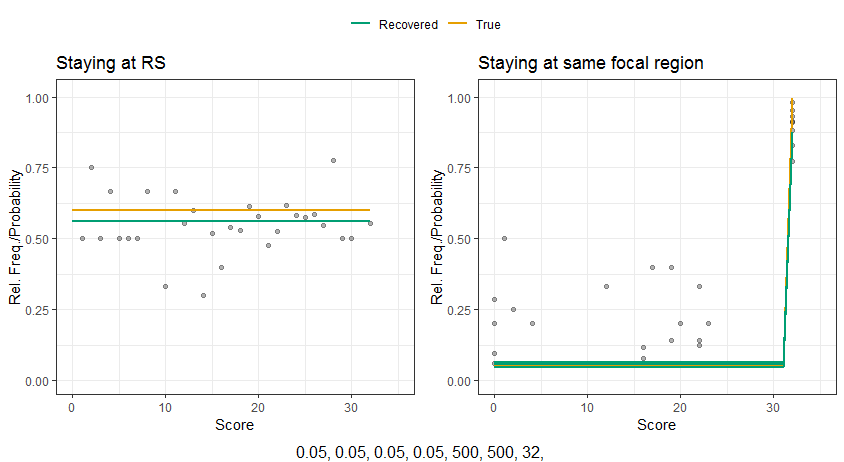 Recovered True
Staying at RS
Staying at same focal region
Rel. Freq./Probability
1.00
0.75
0.50
0.25
0.00
0 10 20 30
Score
Rel. Freq./Probability
1.00
0.75
0.50
0.25
0.00
0 10 20 30
Score
0.05, 0.05, 0.05, 0.05, 500, 500, 32,